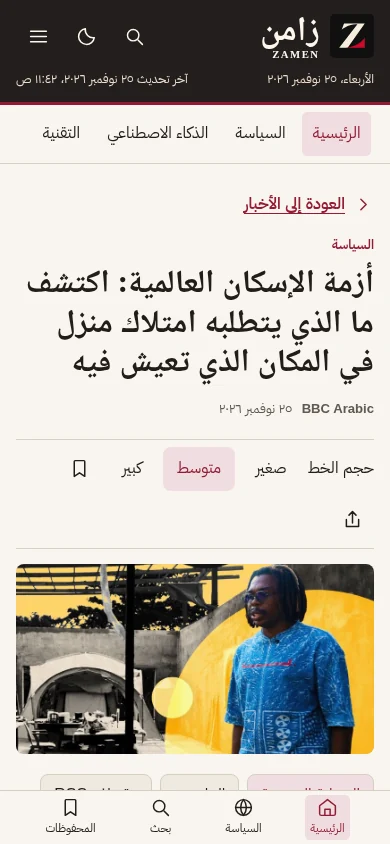 زامن
ZAMEN
الأربعاء، ٢٥ نوفمبر ٢٠٢٦
آخر تحديث ٢٥ نوفمبر ٢٠٢٦، ١١:٤٢ ص
الرئيسية
السياسة
الذكاء الاصطناعي
التقنية
العودة إلى الأخبار
السياسة
أزمة الإسكان العالمية: اكتشف
ما الذي يتطلبه امتلاك منزل
في المكان الذي تعيش فيه
BBC Arabic ٢٥ نوفمبر ٢٠٢٦
حجم الخط
صغير
متوسط
كبير
الرئيسية
السياسة
بحث
المحفوظات